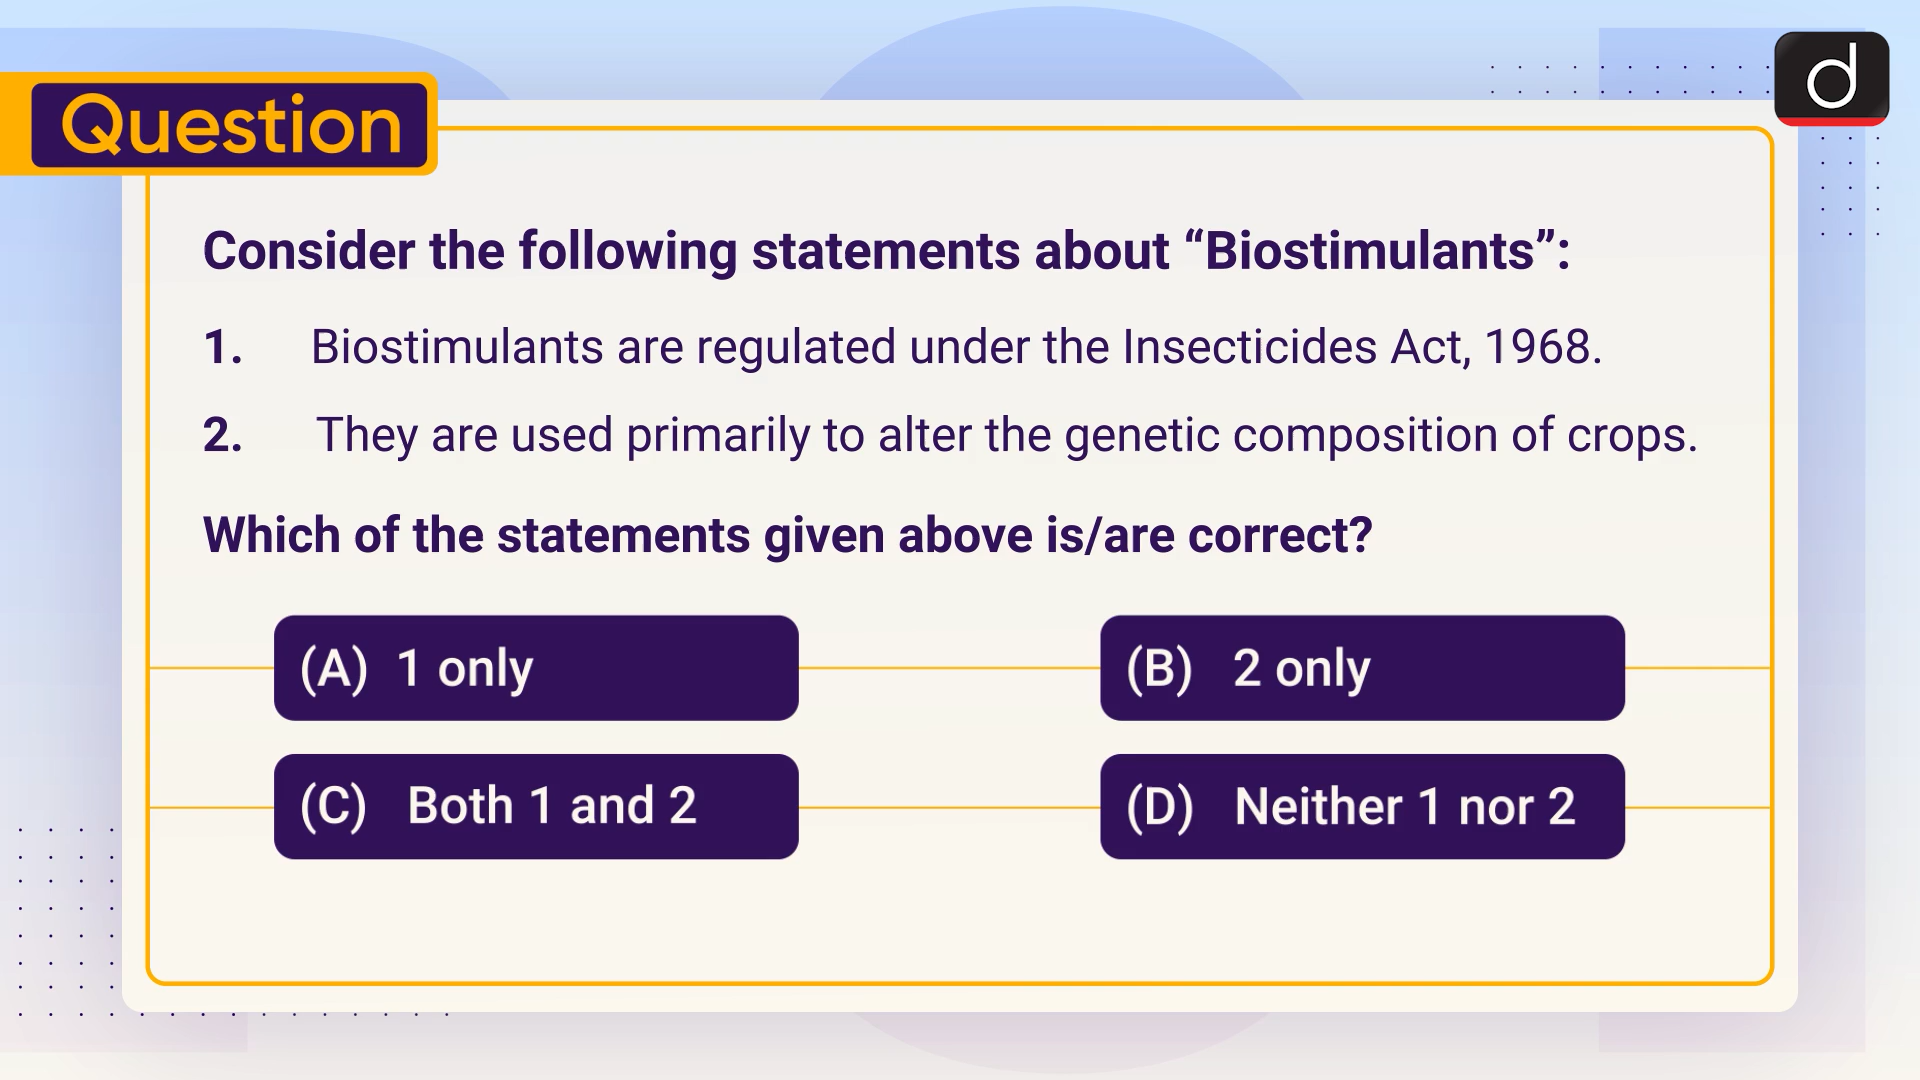 Question
d
Consider the following statements about “Biostimulants”:
1. Biostimulants are regulated under the Insecticides Act, 1968.
2. They are used primarily to alter the genetic composition of crops.
Which of the statements given above is/are correct?
(A) 1 only
(B) 2 only
(C) Both 1 and 2
(D) Neither 1 nor 2